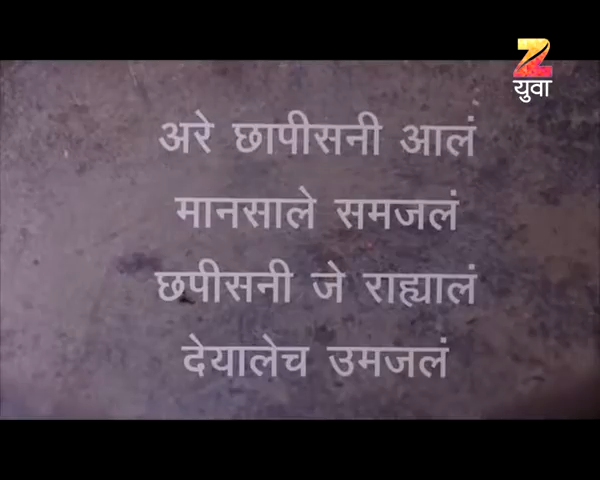 Z
युवा
अरे छापीसनी आलं
मानसाले समजलं
छपीसनी जे राह्यालं
देयालेच उमजलं